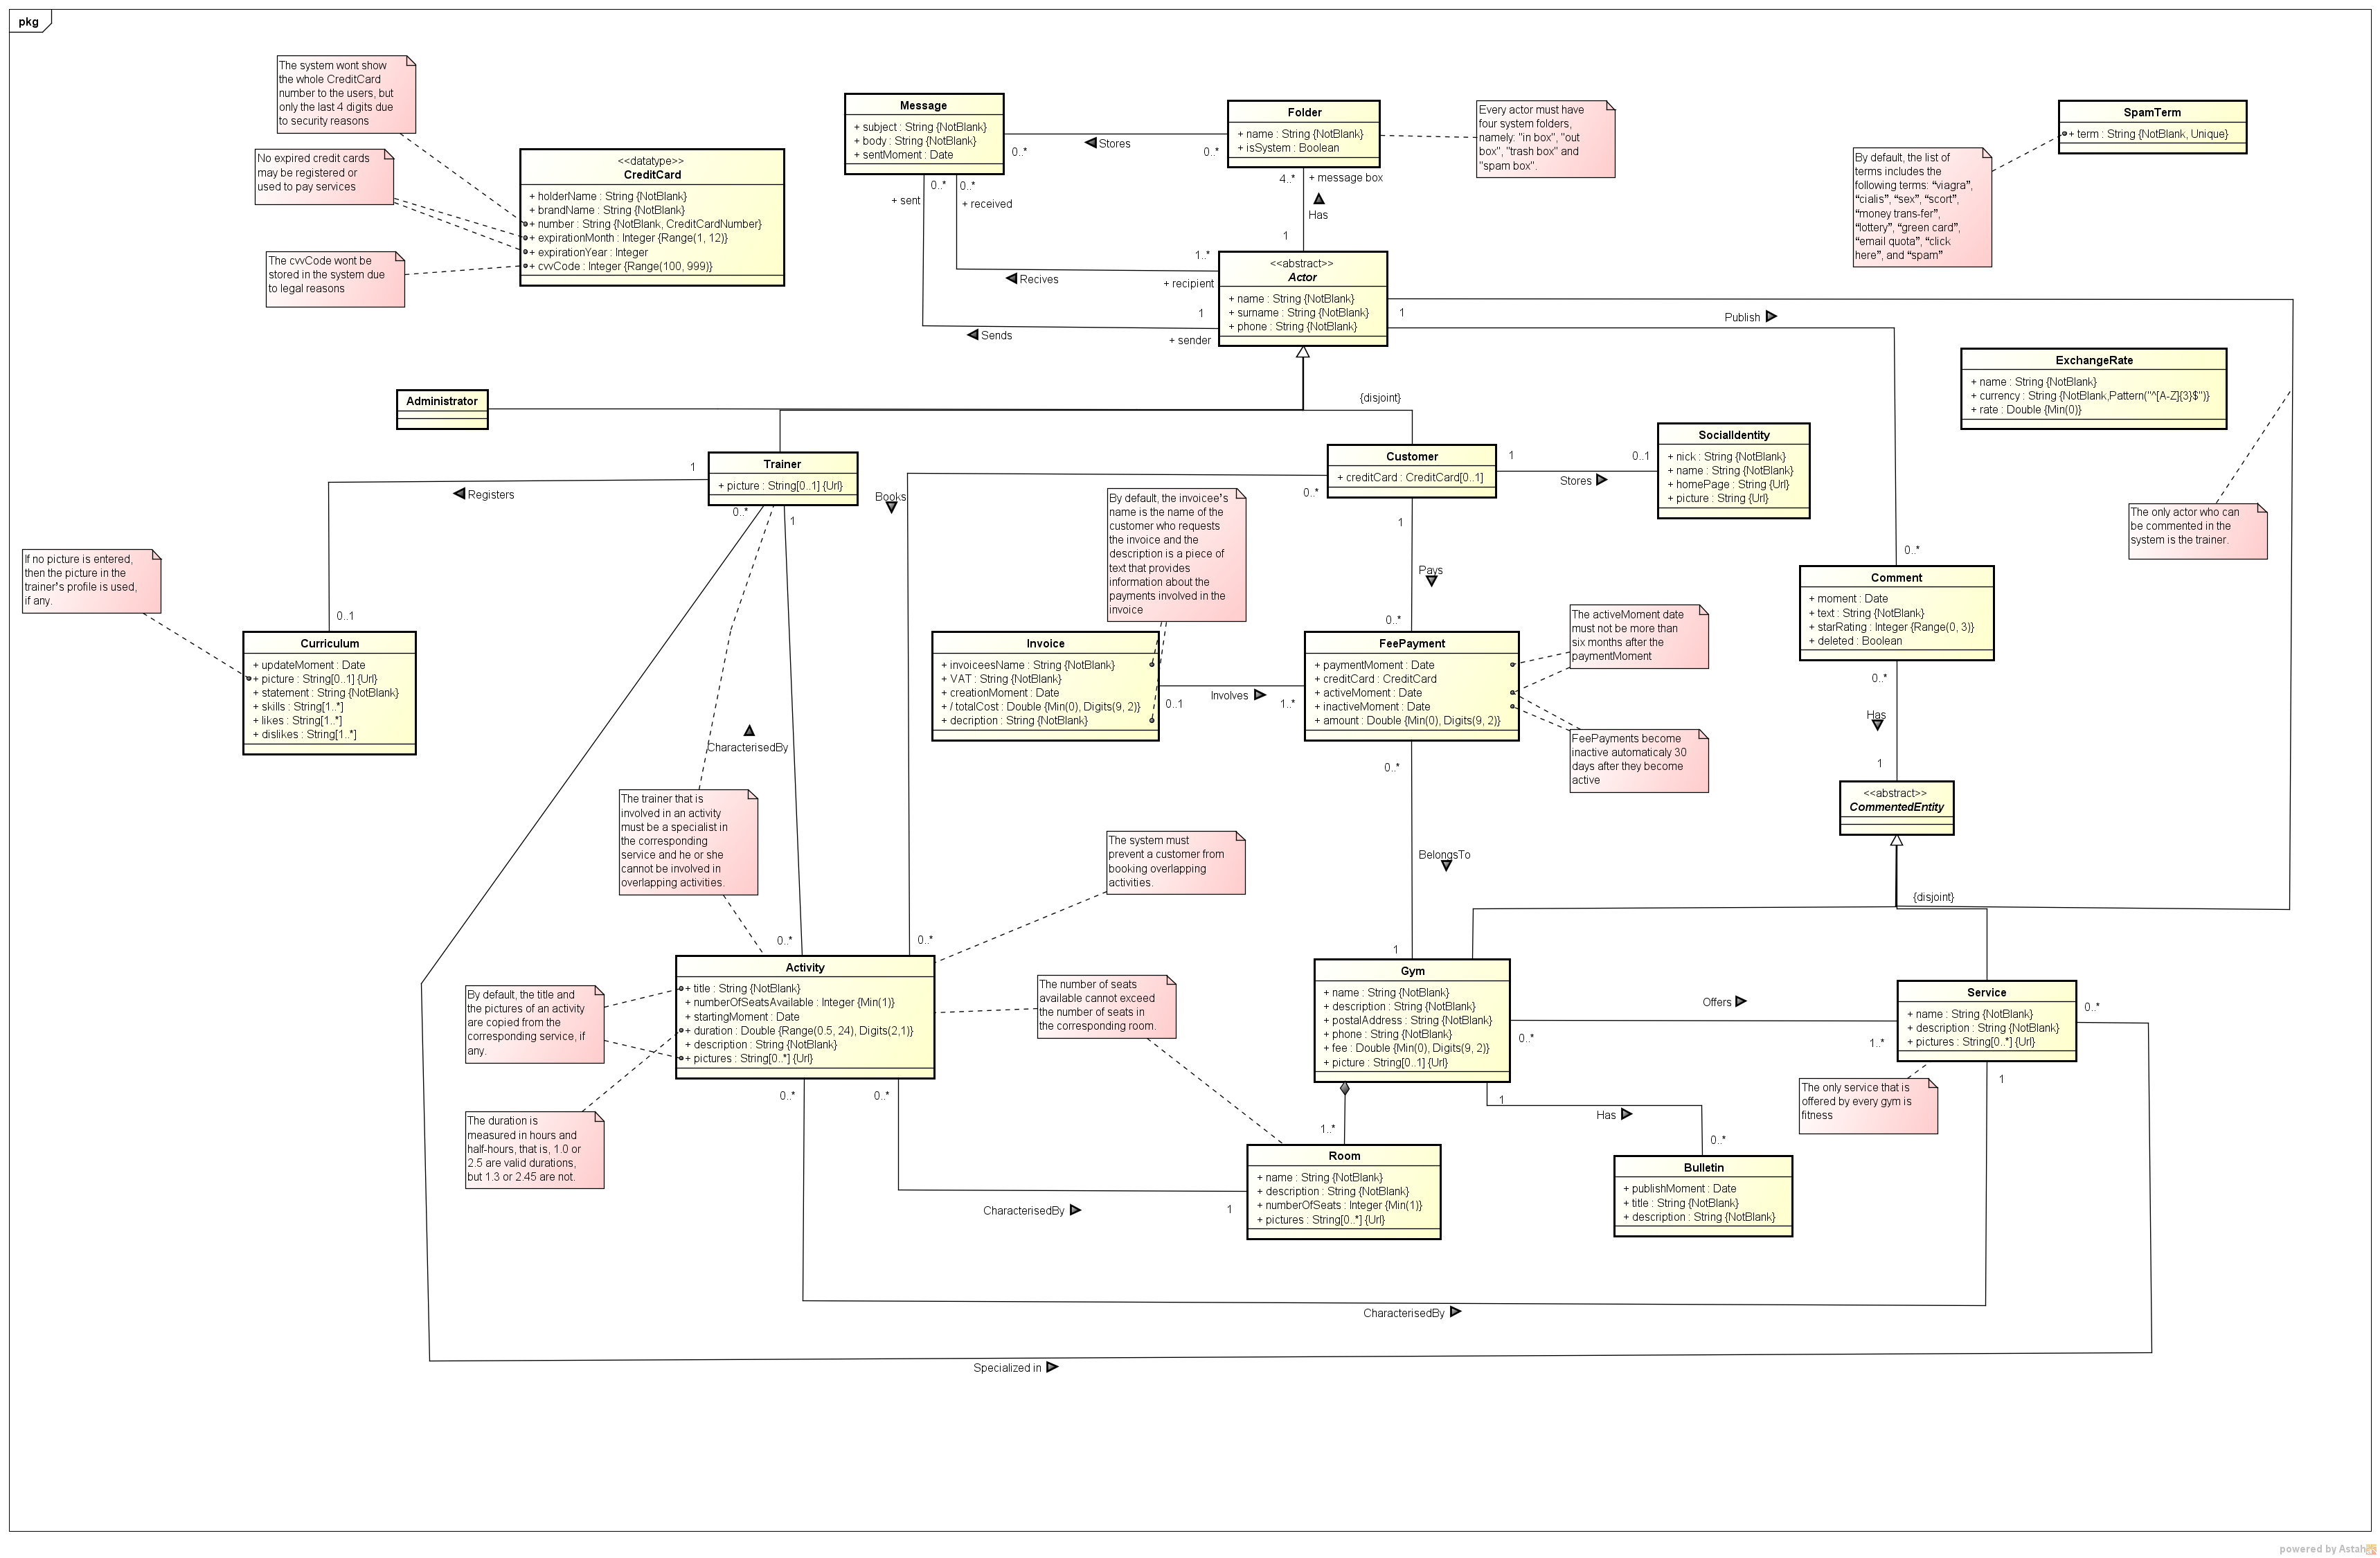 pkg
The system wont show
the whole CreditCard
number to the users, but
only the last 4 digits due
to security reasons
No expired credit cards
may be registered or
used to pay services
The cvvCode wont be
stored in the system due
to legal reasons
<<datatype>>
CreditCard
+ holderName : String {NotBlank}
+ brandName : String {NotBlank}
+ number : String {NotBlank, CreditCardNumber}
+ expirationMonth : Integer {Range(1, 12)}
+ expirationYear : Integer
+ cvvCode : Integer {Range(100, 999)}
Message
+ subject : String {NotBlank}
+ body : String {NotBlank}
+ sentMoment : Date
0..*
Stores
0..*
Folder
+ name : String {NotBlank}
+ isSystem : Boolean
Every actor must have
four system folders,
namely: "in box", "out
box", "trash box" and
"spam box".
SpamTerm
+ term : String {NotBlank, Unique}
By default, the list of
terms includes the
following terms: “viagra”,
“cialis”, “sex”, “scort”,
“money trans-fer”,
“lottery”, “green card”,
“email quota”, “click
here”, and “spam”
0..*
+ sent
0..*
+ received
4..*
+ message box
Has
1
1..*
Recives
+ recipient
1
Sends
+ sender
<<abstract>>
Actor
+ name : String {NotBlank}
+ surname : String {NotBlank}
+ phone : String {NotBlank}
1
Publish
ExchangeRate
+ name : String {NotBlank}
+ currency : String {NotBlank,Pattern("^[A-Z]{3}$")}
+ rate : Double {Min(0)}
Administrator
{disjoint}
Trainer
+ picture : String[0..1] {Url}
1
Registers
0..*
1
Books
Customer
+ creditCard : CreditCard[0..1]
0..*
1
Stores
0..1
SocialIdentity
+ nick : String {NotBlank}
+ name : String {NotBlank}
+ homePage : String {Url}
+ picture : String {Url}
The only actor who can
be commented in the
system is the trainer.
By default, the invoicee's
name is the name of the
customer who requests
the invoice and the
description is a piece of
text that provides
information about the
payments involved in the
invoice
1
Pays
0..*
0..*
If no picture is entered,
then the picture in the
trainer's profile is used,
if any.
0..1
Curriculum
+ updateMoment : Date
+ picture : String[0..1] {Url}
+ statement : String {NotBlank}
+ skills : String[1..*]
+ likes : String[1..*]
+ dislikes : String[1..*]
Invoice
+ invoiceesName : String {NotBlank}
+ VAT : String {NotBlank}
+ creationMoment : Date
+ / totalCost : Double {Min(0), Digits(9, 2)}
+ decription : String {NotBlank}
0..1
Involves
1..*
FeePayment
+ paymentMoment : Date
+ creditCard : CreditCard
+ activeMoment : Date
+ inactiveMoment : Date
+ amount : Double {Min(0), Digits(9, 2)}
The activeMoment date
must not be more than
six months after the
paymentMoment
FeePayments become
inactive automaticaly 30
days after they become
active
Comment
+ moment : Date
+ text : String {NotBlank}
+ starRating : Integer {Range(0, 3)}
+ deleted : Boolean
0..*
Has
1
<<abstract>>
CommentedEntity
{disjoint}
CharacterisedBy
The trainer that is
involved in an activity
must be a specialist in
the corresponding
service and he or she
cannot be involved in
overlapping activities.
The system must
prevent a customer from
booking overlapping
activities.
0..*
BelongsTo
1
0..*
0..*
Activity
+ title : String {NotBlank}
+ numberOfSeatsAvailable : Integer {Min(1)}
+ startingMoment : Date
+ duration : Double {Range(0.5, 24), Digits(2,1)}
+ description : String {NotBlank}
+ pictures : String[0..*] {Url}
By default, the title and
the pictures of an activity
are copied from the
corresponding service, if
any.
The duration is
measured in hours and
half-hours, that is, 1.0 or
2.5 are valid durations,
but 1.3 or 2.45 are not.
The number of seats
available cannot exceed
the number of seats in
the corresponding room.
Gym
+ name : String {NotBlank}
+ description : String {NotBlank}
+ postalAddress : String {NotBlank}
+ phone : String {NotBlank}
+ fee : Double {Min(0), Digits(9, 2)}
+ picture : String[0..1] {Url}
Offers
0..*
1..*
Service
+ name : String {NotBlank}
+ description : String {NotBlank}
+ pictures : String[0..*] {Url}
0..*
The only service that is
offered by every gym is
fitness
1
0..*
0..*
1..*
1
Has
0..*
Room
+ name : String {NotBlank}
+ description : String {NotBlank}
+ numberOfSeats : Integer {Min(1)}
+ pictures : String[0..*] {Url}
Bulletin
+ publishMoment : Date
+ title : String {NotBlank}
+ description : String {NotBlank}
CharacterisedBy
1
CharacterisedBy
Specialized in
powered by Astah